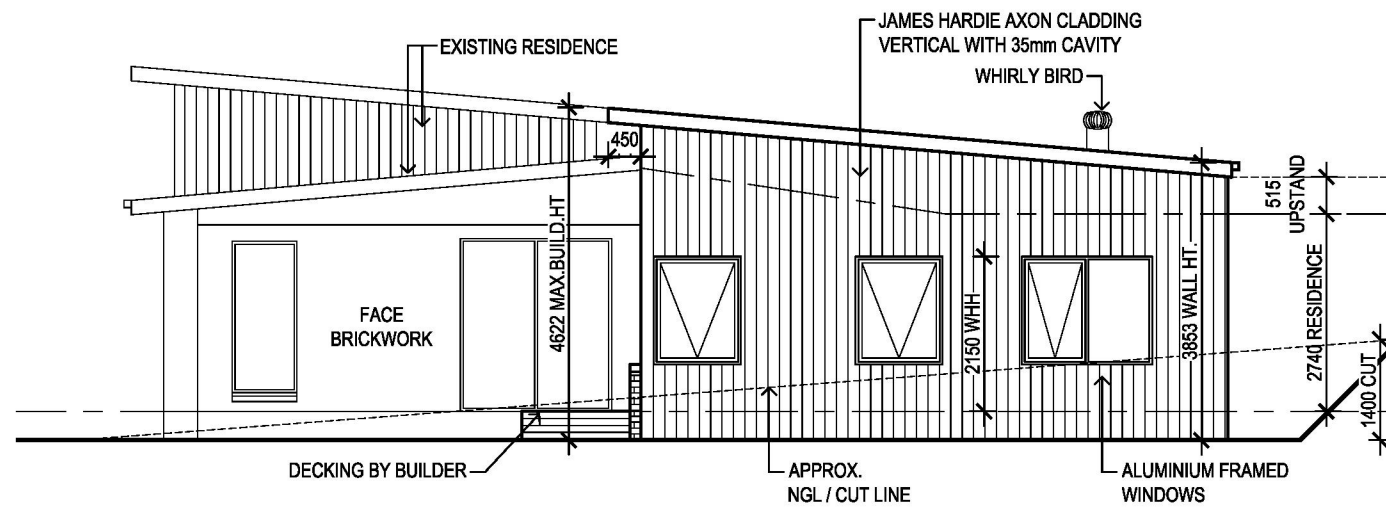 JAMES HARDIE AXON CLADDING
VERTICAL WITH 35mm CAVITY
EXISTING RESIDENCE
WHIRLY BIRD
450
515
UPSTAND
4622 MAX.BUILD.HT
FACE
BRICKWORK
2150 WHH
3853 WALL HT.
2740 RESIDENCE
1400 CUT
DECKING BY BUILDER
APPROX.
NGL / CUT LINE
ALUMINIUM FRAMED
WINDOWS